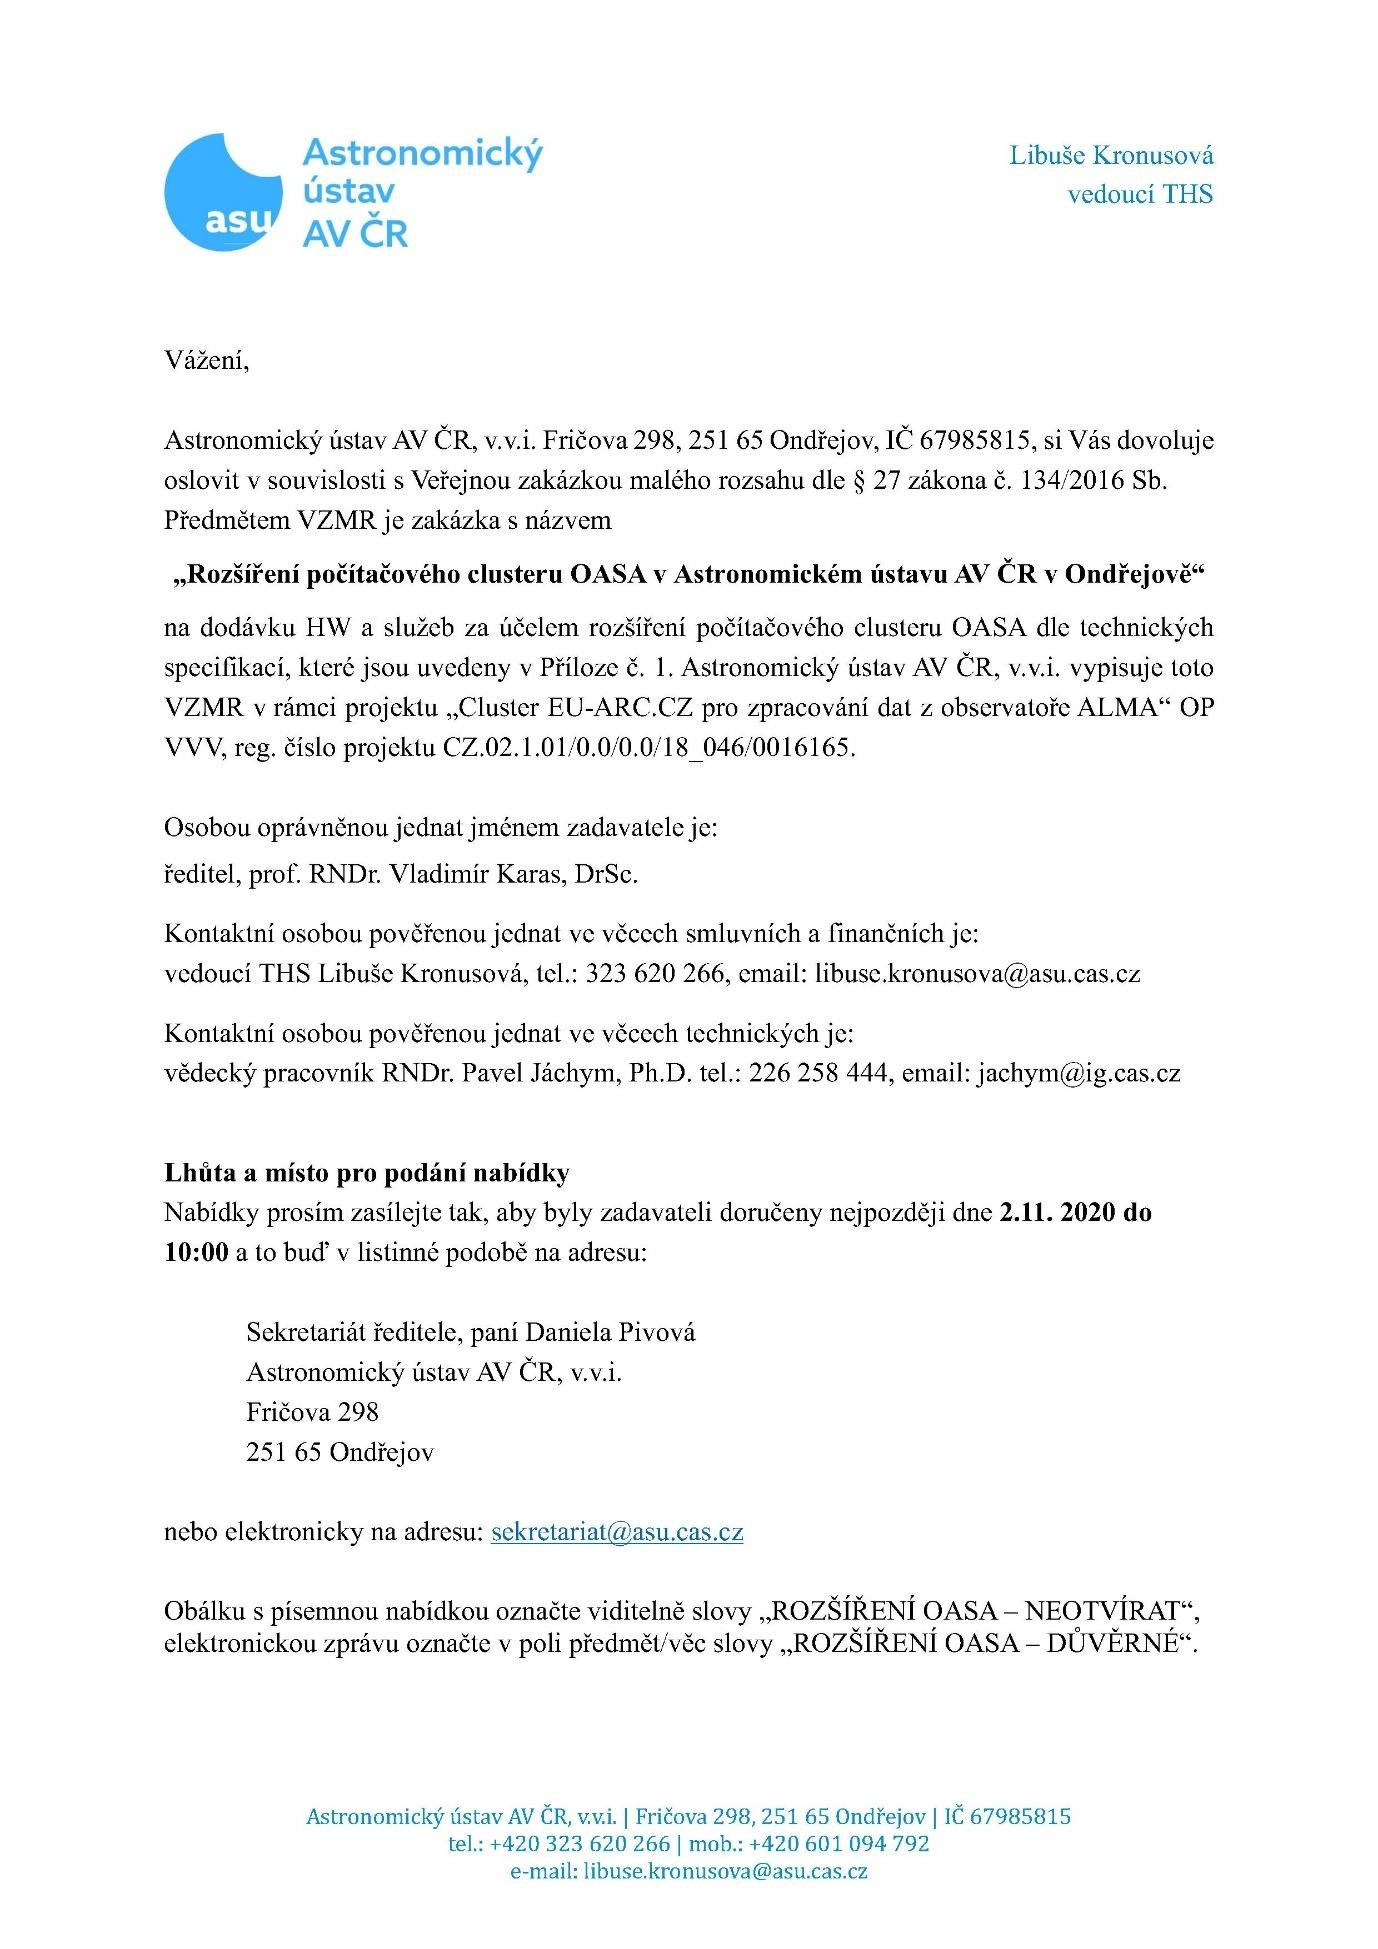 asu
Astronomický
ústav
AV ČR
Libuše Kronusová
vedoucí THS
Vážení,
Astronomický ústav AV ČR, v.v.i. Fričova 298, 251 65 Ondřejov, IČ 67985815, si Vás dovoluje
oslovit v souvislosti s Veřejnou zakázkou malého rozsahu dle § 27 zákona č. 134/2016 Sb.
Předmětem VZMR je zakázka s názvem
„Rozšíření počítačového clusteru OASA v Astronomickém ústavu AV ČR v Ondřejově“
na dodávku HW a služeb za účelem rozšíření počítačového clusteru OASA dle technických
specifikací, které jsou uvedeny v Příloze č. 1. Astronomický ústav AV ČR, v.v.i. vypisuje toto
VZMR v rámci projektu „Cluster EU-ARC.CZ pro zpracování dat z observatoře ALMA“ OP
VVV, reg. číslo projektu CZ.02.1.01/0.0/0.0/18_046/0016165.
Osobou oprávněnou jednat jménem zadavatele je:
ředitel, prof. RNDr. Vladimír Karas, DrSc.
Kontaktní osobou pověřenou jednat ve věcech smluvních a finančních je:
vedoucí THS Libuše Kronusová, tel.: 323 620 266, email: libuse.kronusova@asu.cas.cz
Kontaktní osobou pověřenou jednat ve věcech technických je:
vědecký pracovník RNDr. Pavel Jáchym, Ph.D. tel.: 226 258 444, email: jachym@ig.cas.cz
Lhůta a místo pro podání nabídky
Nabídky prosím zasílejte tak, aby byly zadavateli doručeny nejpozději dne 2.11. 2020 do
10:00 a to buď v listinné podobě na adresu:
Sekretariát ředitele, paní Daniela Pivová
Astronomický ústav AV ČR, v.v.i.
Fričova 298
251 65 Ondřejov
nebo elektronicky na adresu: sekretariat@asu.cas.cz
Obálku s písemnou nabídkou označte viditelně slovy „ROZŠÍŘENÍ OASA – NEOTVÍRAT“,
elektronickou zprávu označte v poli předmět/věc slovy „ROZŠÍŘENÍ OASA – DŮVĚRNÉ“.
Astronomický ústav AV ČR, v.v.i. | Fričova 298, 251 65 Ondřejov | IČ 67985815
tel.: +420 323 620 266 | mob.: +420 601 094 792
e-mail: libuse.kronusova@asu.cas.cz